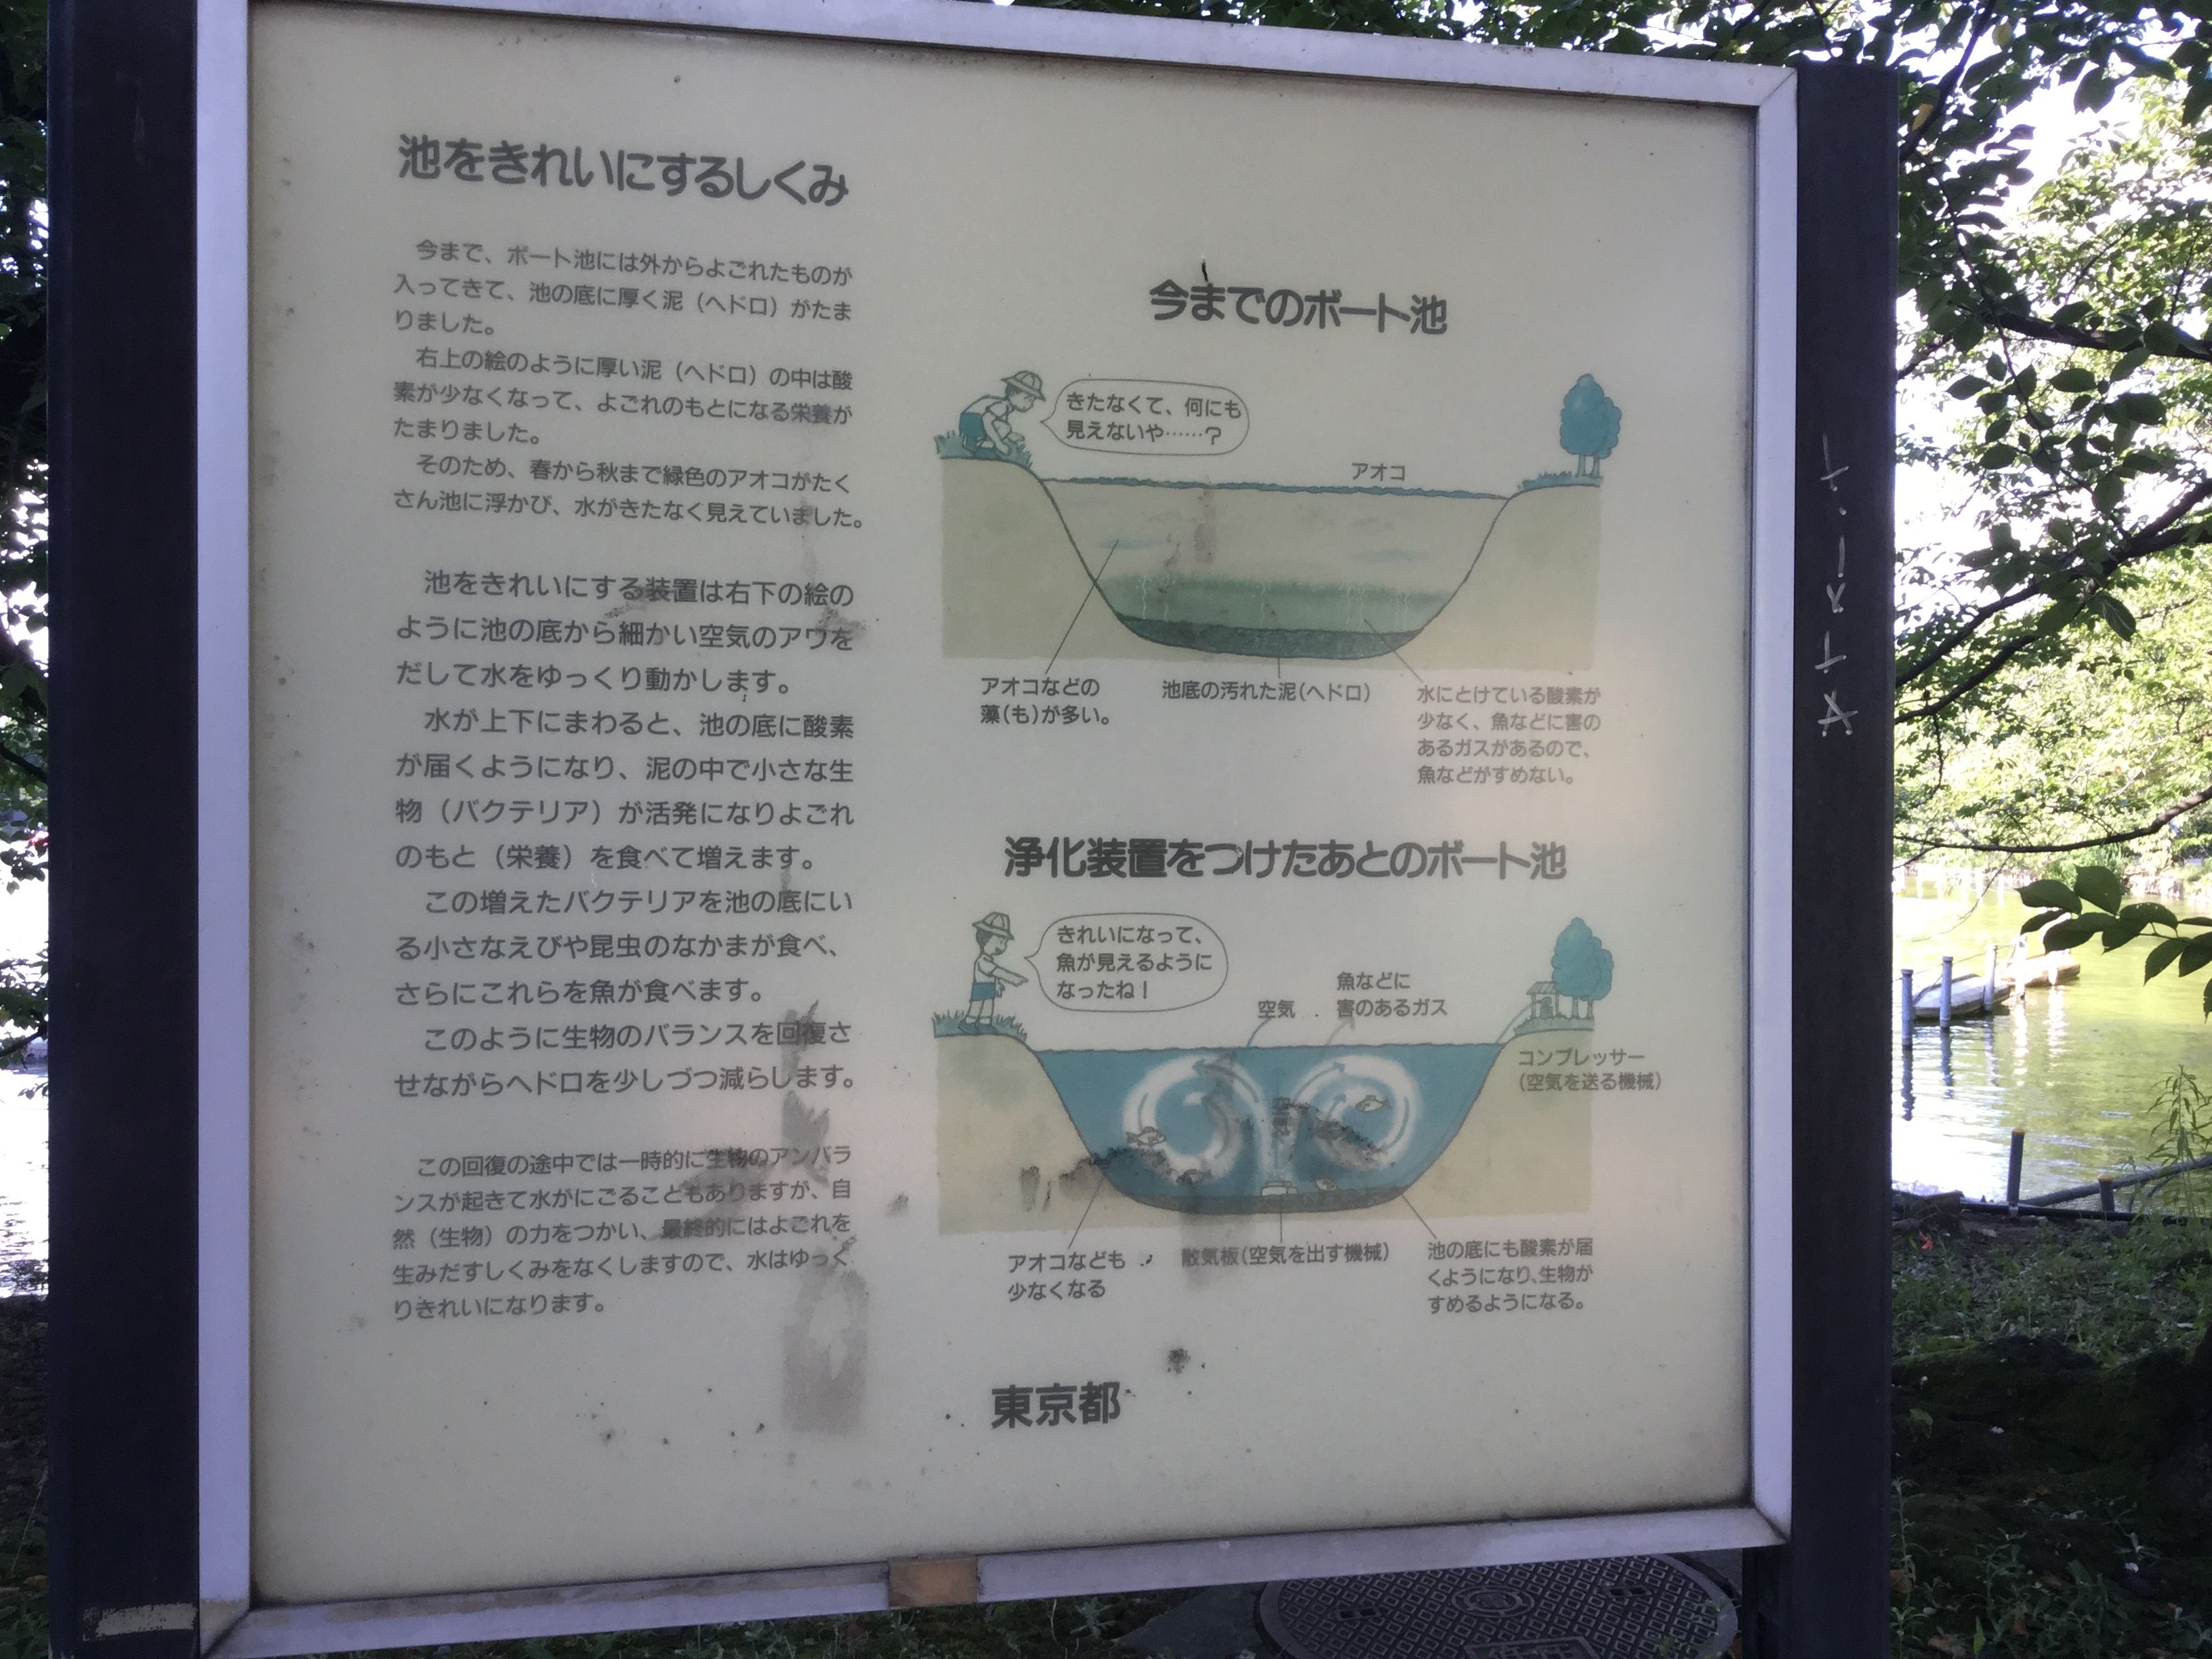 池をきれいにするしくみ
今まで、ボート池には外からよごれたものが
入ってきて、池の底に厚く泥（ヘドロ）がたま
りました。
右上の絵のように厚い泥（ヘドロ）の中は酸
素が少なくなって、よごれのもとになる栄養が
たまりました。
そのため、春から秋まで緑色のアオコがたく
さん池に浮かび、水がきたなく見えていました。
池をきれいにする装置は右下の絵の
ように池の底から細かい空気のアワを
だして水をゆっくり動かします。
水が上下にまわると、池の底に酸素
が届くようになり、泥の中で小さな生
物（バクテリア）が活発になりよごれ
のもと（栄養）を食べて増えます。
この増えたバクテリアを池の底にい
る小さなえびや昆虫のなかまが食べ、
さらにこれらを魚が食べます。
このように生物のバランスを回復さ
せながらヘドロを少しづつ減らします。
この回復の途中では一時的に生物のアンバラ
ンスが起きて水がにごることもありますが、自
然（生物）の力をつかい、最終的にはよごれを
生みだすしくみをなくしますので、水はゆっく
りきれいになります。
今までのボート池
きたなくて、何にも
見えないや……？
アオコ
アオコなどの
藻（も）が多い。
池底の汚れた泥（ヘドロ）
水にとけている酸素が
少なく、魚などに害の
あるガスがあるので、
魚などがすめない。
浄化装置をつけたあとのボート池
きれいになって、
魚が見えるように
なったね！
空気
魚などに
害のあるガス
コンプレッサー
（空気を送る機械）
空気
アオコなども
少なくなる
散気板（空気を出す機械）
池の底にも酸素が届
くようになり、生物が
すめるようになる。
東京都